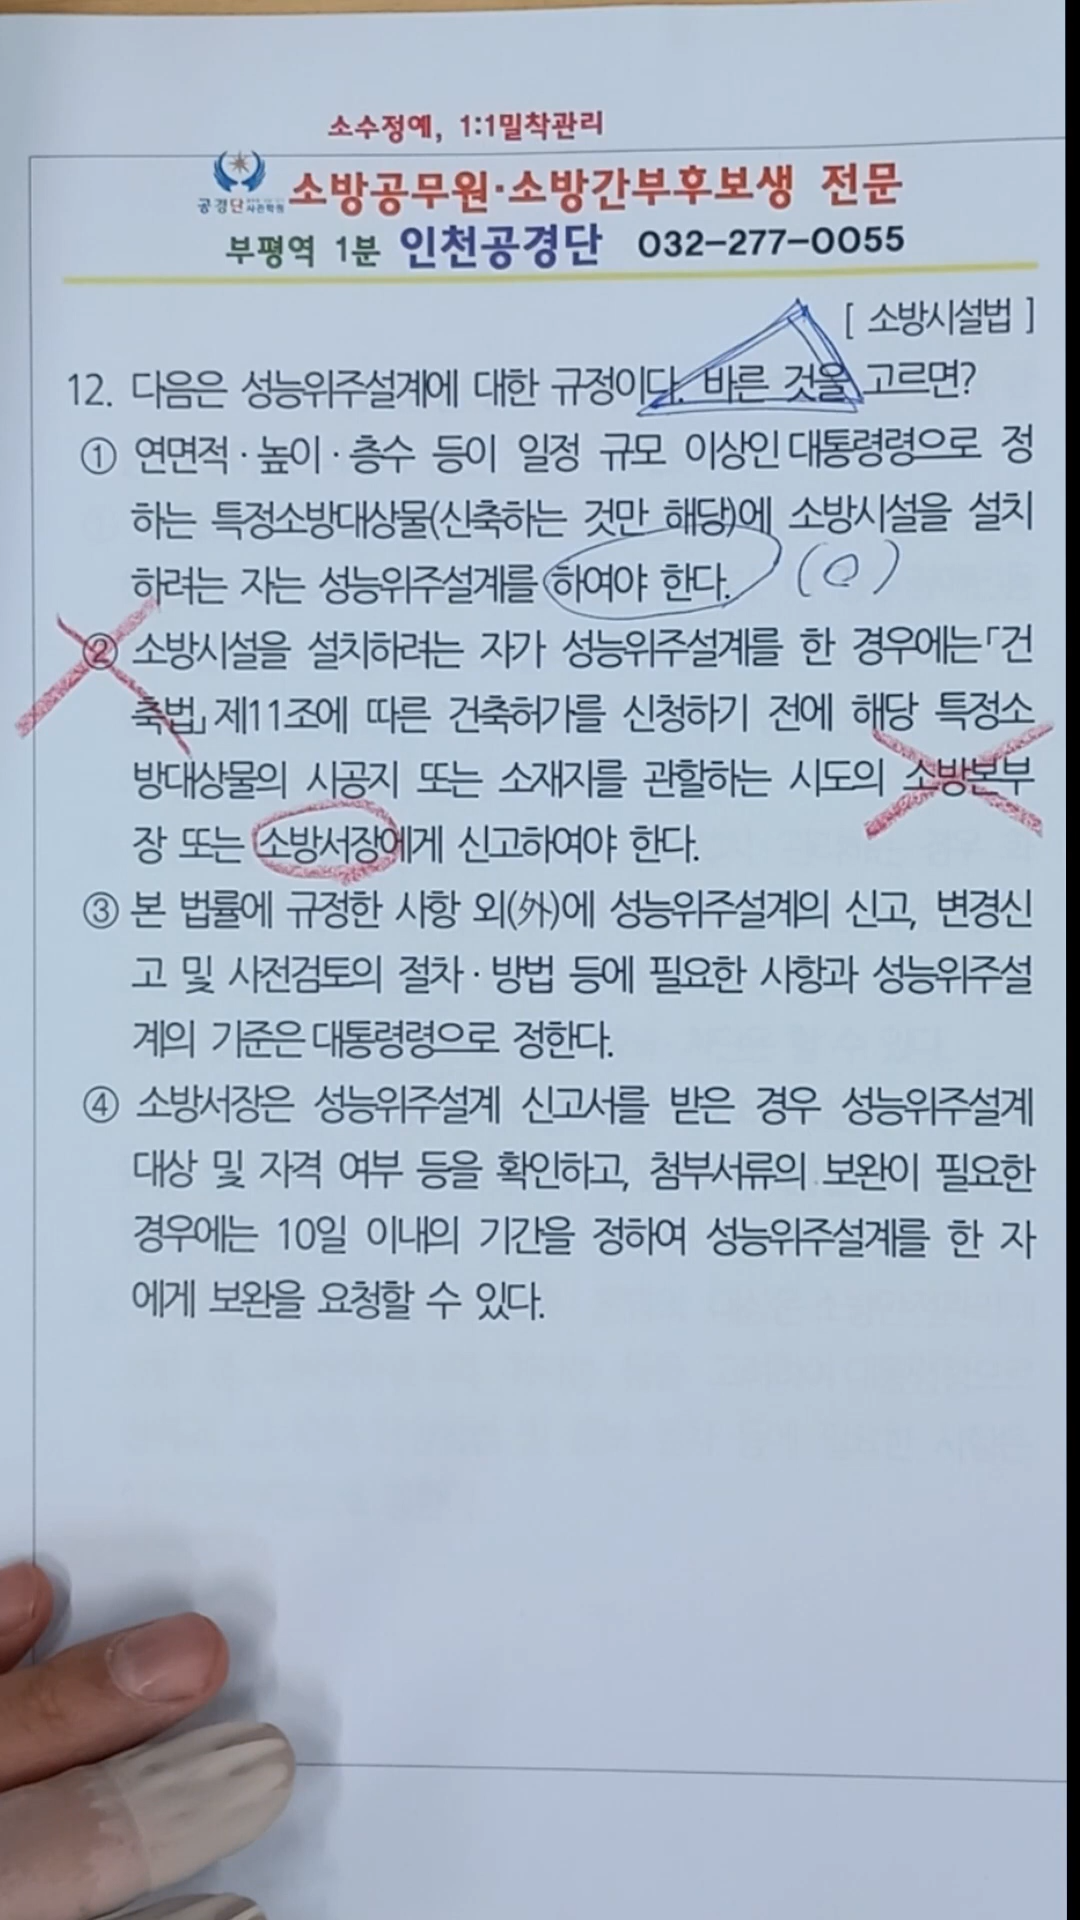 소수정예, 1:1밀착관리
공경단 소방공무원·소방간부후보생 전문
부평역 1분 인천공경단 032-277-0055
[ 소방시설법 ]
12. 다음은 성능위주설계에 대한 규정이다. 바른 것을 고르면?
① 연면적·높이·층수 등이 일정 규모 이상인 대통령령으로 정
하는 특정소방대상물(신축하는 것만 해당)에 소방시설을 설치
하려는 자는 성능위주설계를 하여야 한다. (O)
② 소방시설을 설치하려는 자가 성능위주설계를 한 경우에는「건
축법」제11조에 따른 건축허가를 신청하기 전에 해당 특정소
방대상물의 시공지 또는 소재지를 관할하는 시도의 소방본부
장 또는 소방서장에게 신고하여야 한다.
③ 본 법률에 규정한 사항 외(外)에 성능위주설계의 신고, 변경신
고 및 사전검토의 절차·방법 등에 필요한 사항과 성능위주설
계의 기준은 대통령령으로 정한다.
④ 소방서장은 성능위주설계 신고서를 받은 경우 성능위주설계
대상 및 자격 여부 등을 확인하고, 첨부서류의 보완이 필요한
경우에는 10일 이내의 기간을 정하여 성능위주설계를 한 자
에게 보완을 요청할 수 있다.